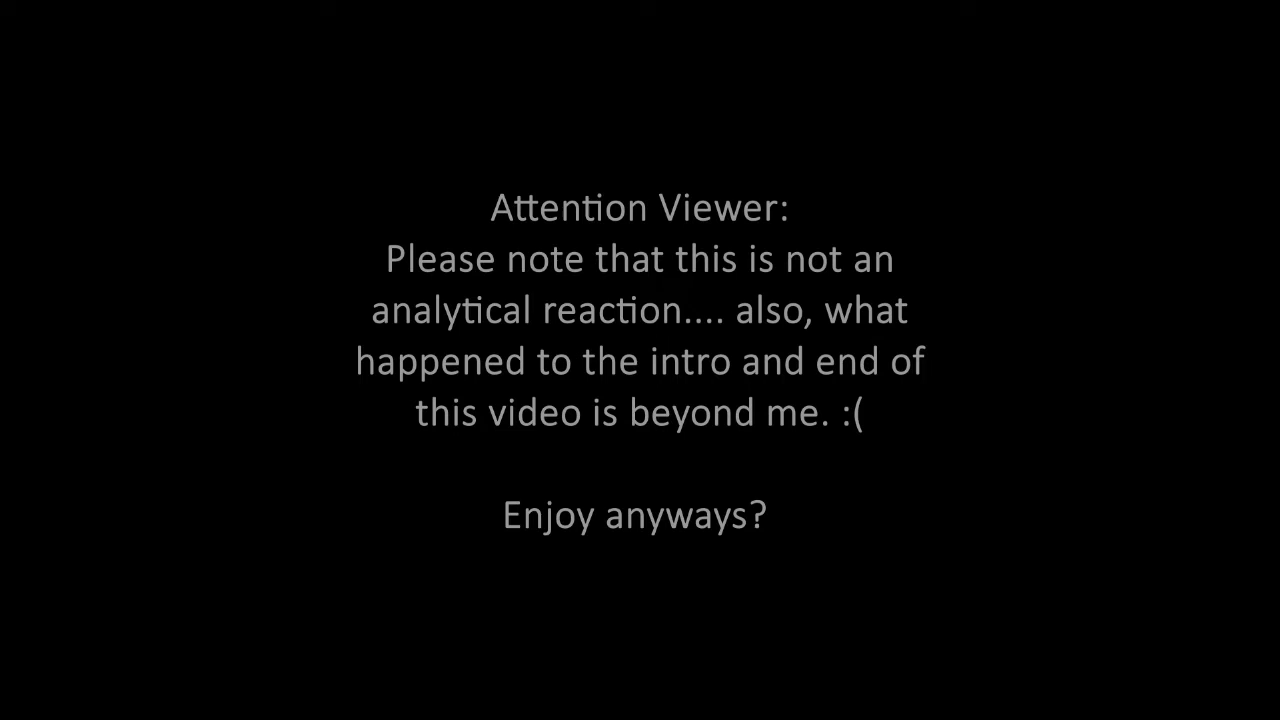 Attention Viewer:
Please note that this is not an
analytical reaction.... also, what
happened to the intro and end of
this video is beyond me. :(
Enjoy anyways?